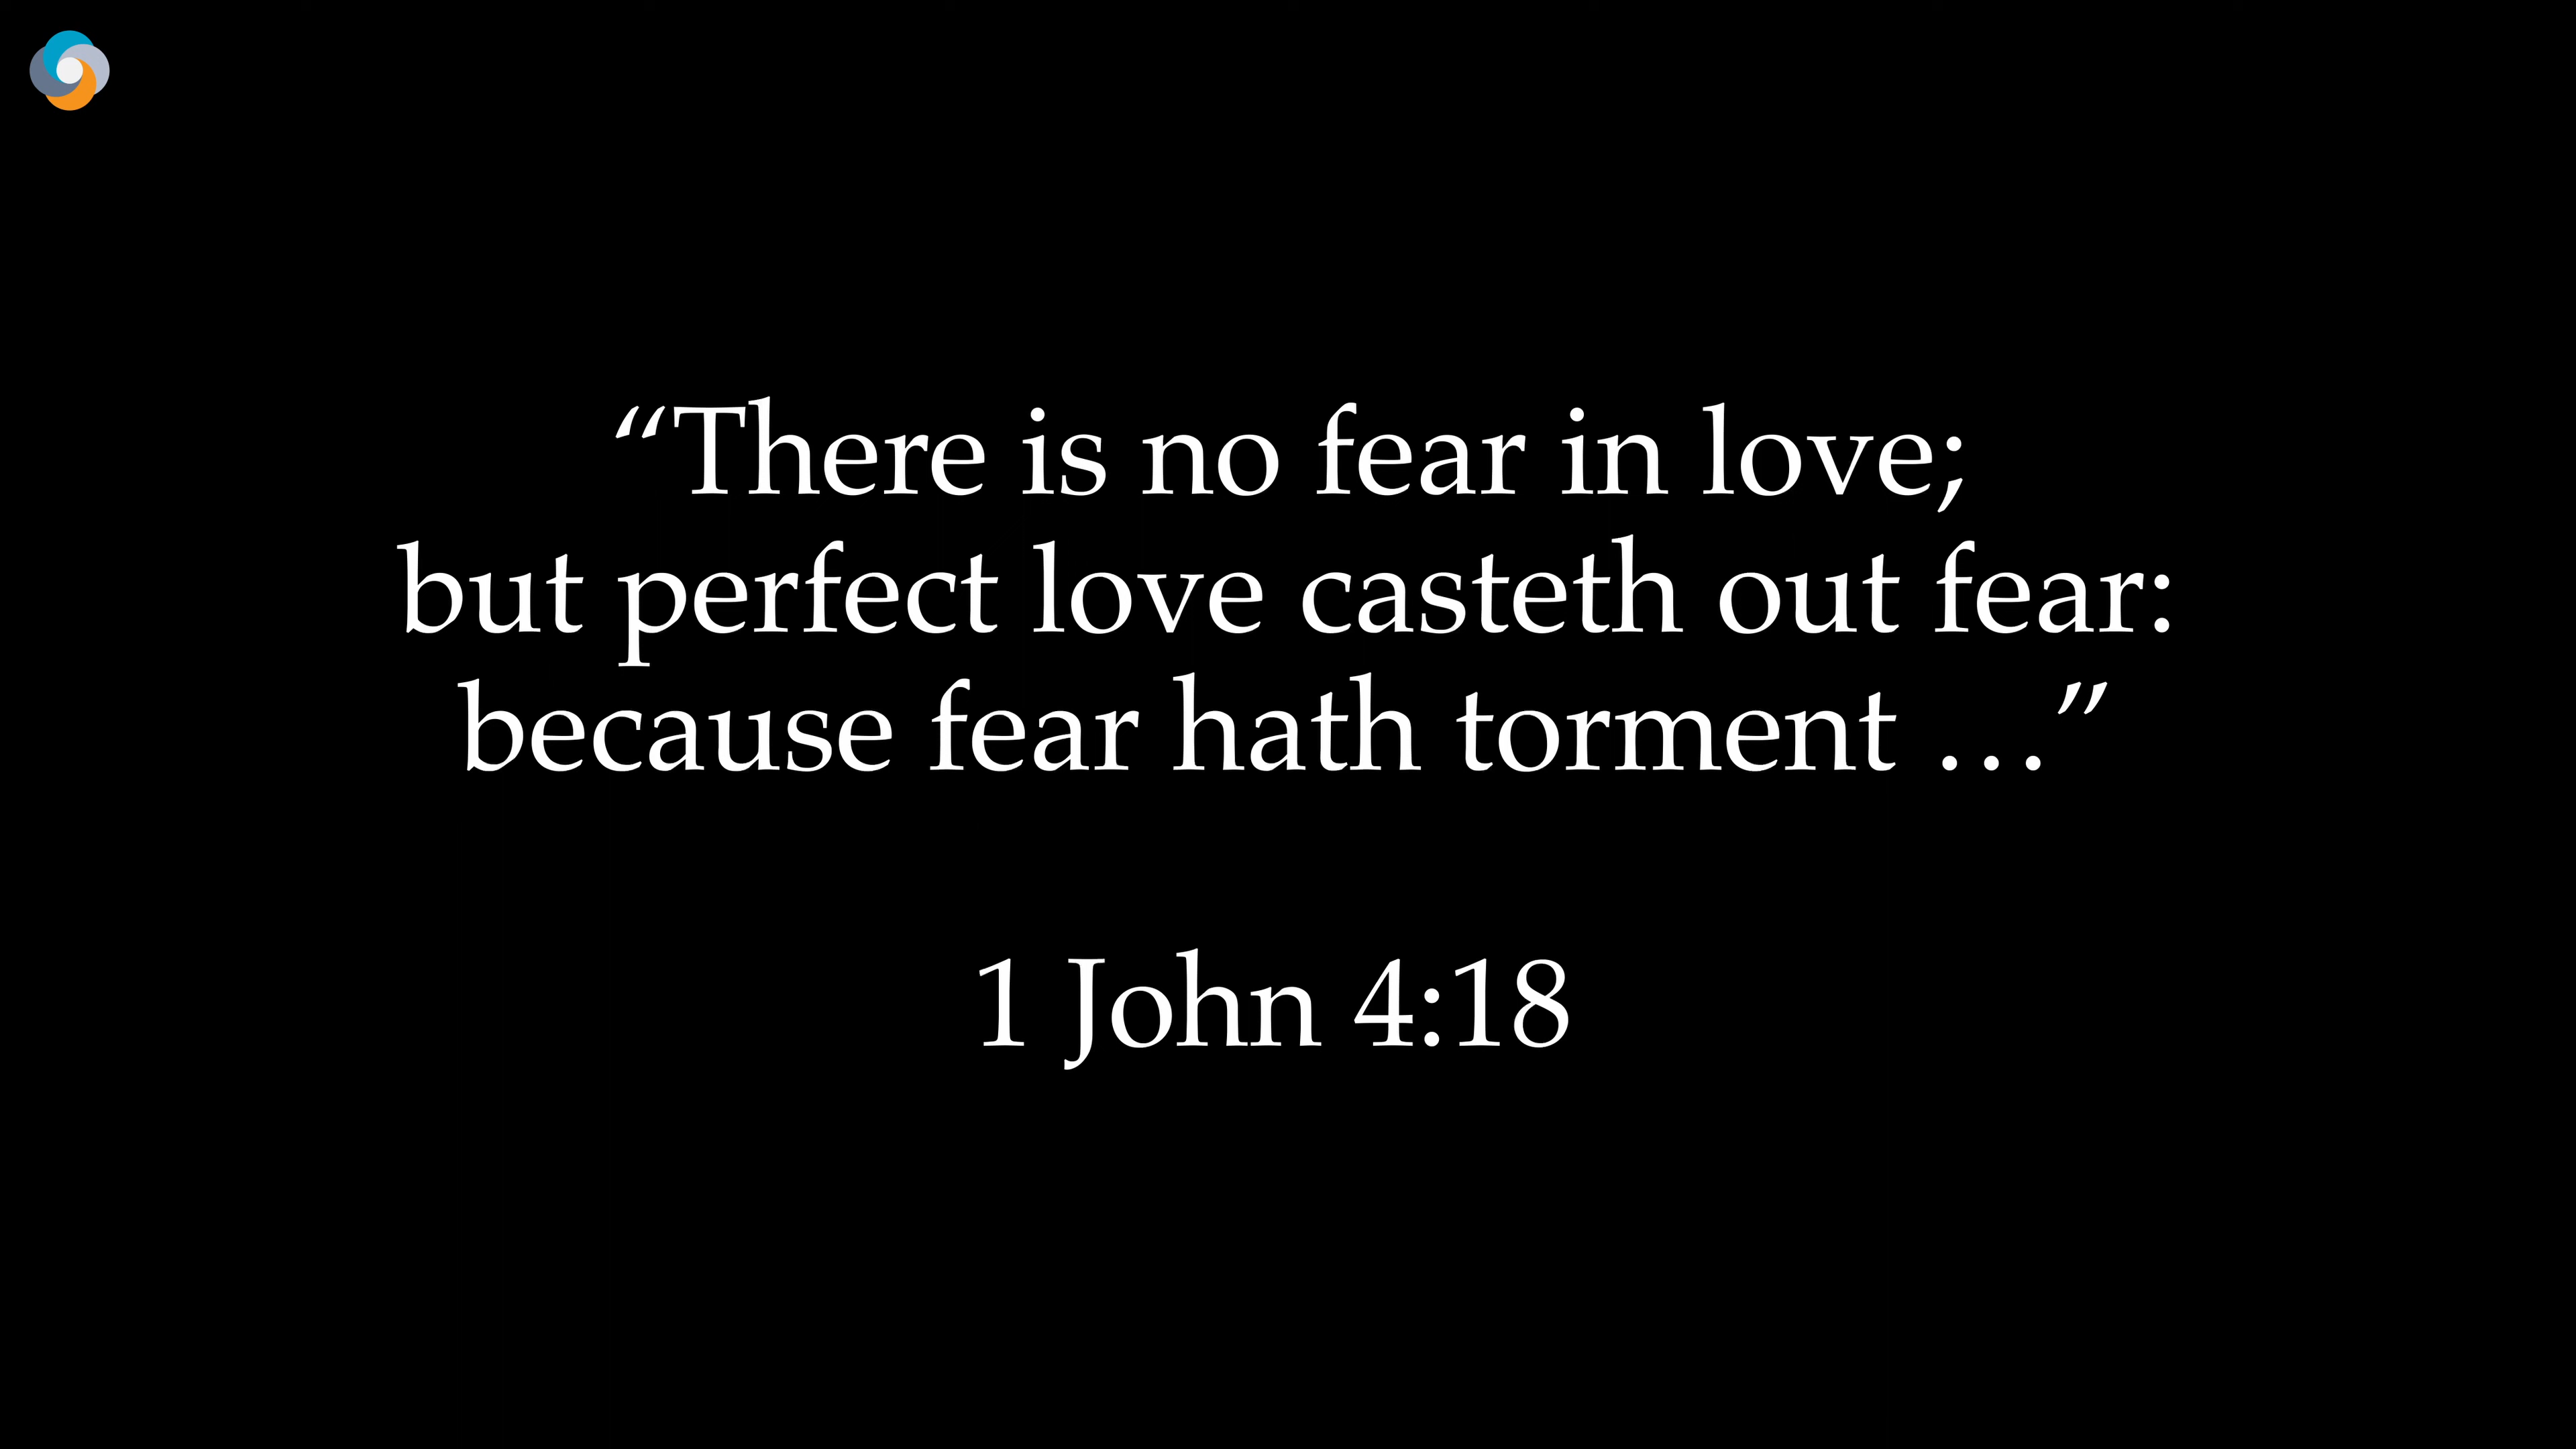 “There is no fear in love;
but perfect love casteth out fear:
because fear hath torment …”
1 John 4:18